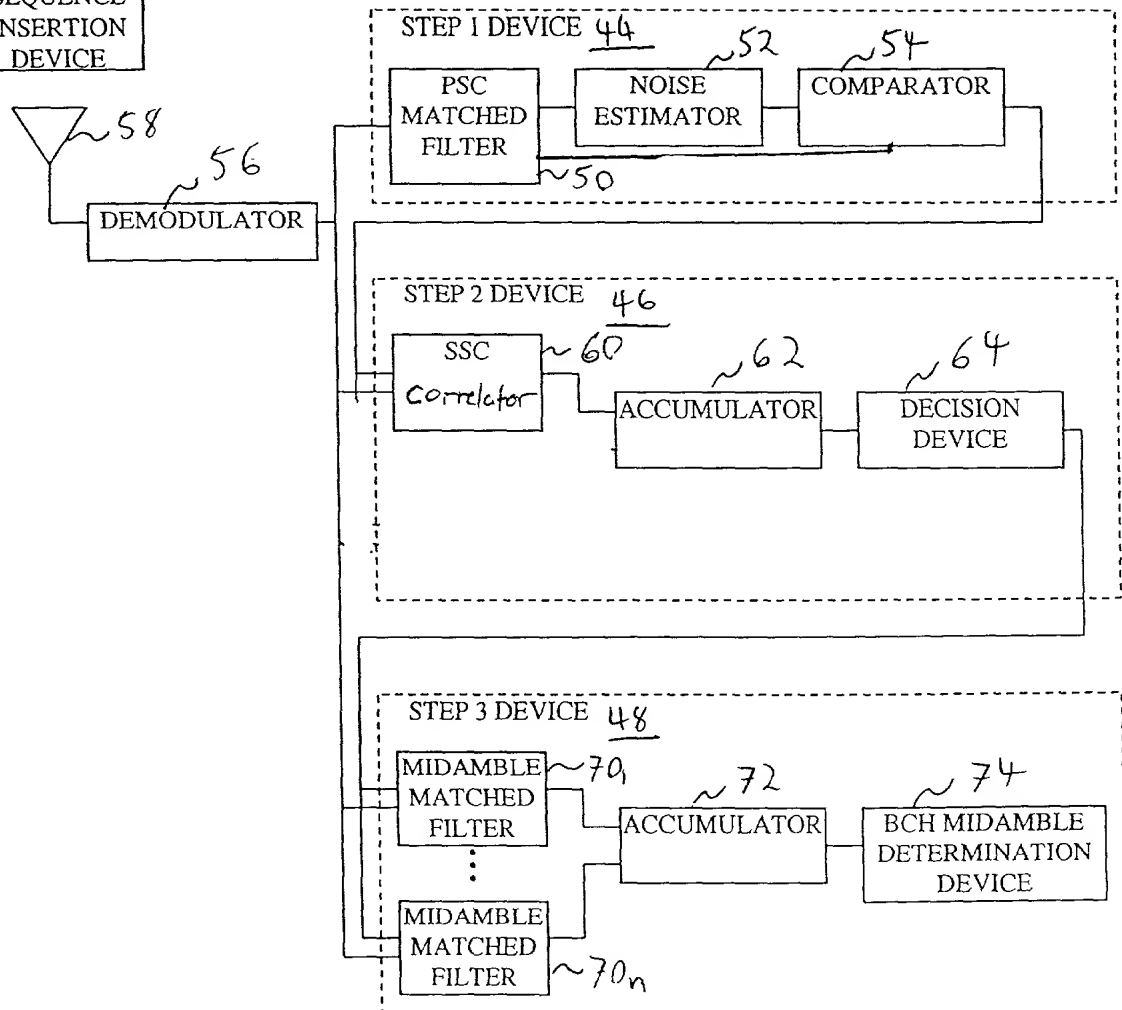 SEQUENCE
INSERTION
DEVICE
STEP 1 DEVICE 44
52
54
PSC
MATCHED
FILTER
NOISE
ESTIMATOR
COMPARATOR
50
58
56
DEMODULATOR
STEP 2 DEVICE 46
SSC
Correlator
60
62
64
ACCUMULATOR
DECISION
DEVICE
STEP 3 DEVICE 48
MIDAMBLE
MATCHED
FILTER
70₁
72
74
ACCUMULATOR
BCH MIDAMBLE
DETERMINATION
DEVICE
MIDAMBLE
MATCHED
FILTER
70ₙ